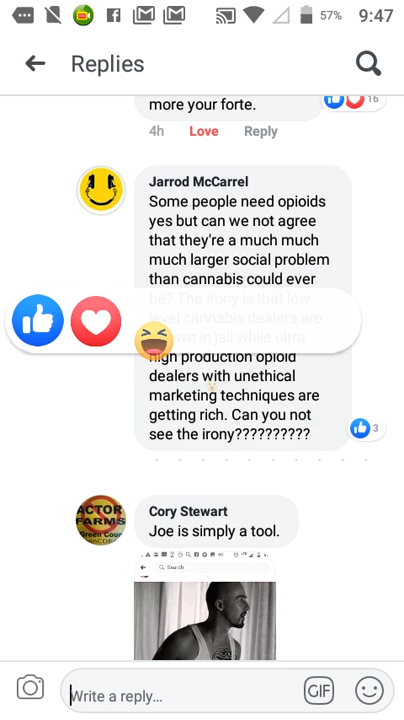 57% 9:47
Replies
more your forte.
16
4h Love Reply
Jarrod McCarrel
Some people need opioids
yes but can we not agree
that they're a much much
much larger social problem
than cannabis could ever
be? The irony is that low
level cannabis dealers are
in jail while ultra
high production opioid
dealers with unethical
marketing techniques are
getting rich. Can you not
see the irony??????????
3
ACTOR
FARMS
Green Coun
Cory Stewart
Joe is simply a tool.
Search
Write a reply...
GIF